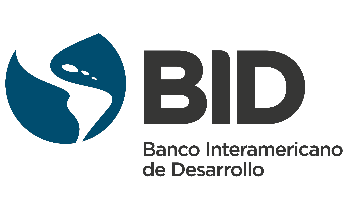 BID
Banco Interamericano
de Desarrollo